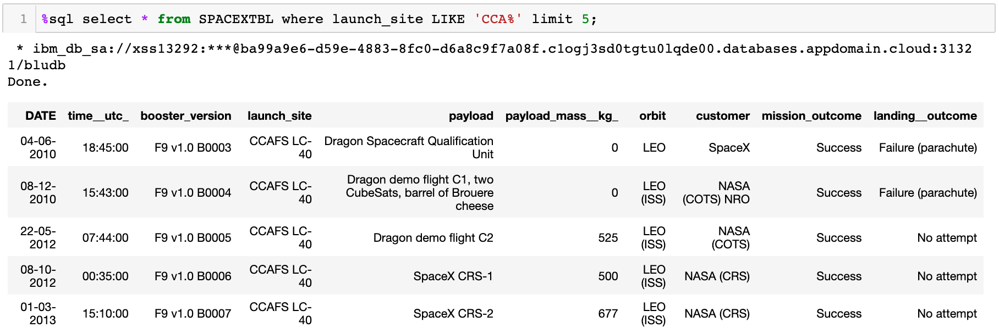 1 %sql select * from SPACEXTBL where launch_site LIKE 'CCA%' limit 5;
* ibm_db_sa://xss13292:***@ba99a9e6-d59e-4883-8fc0-d6a8c9f7a08f.c1ogj3sd0tgtu0lqde00.databases.appdomain.cloud:3132
1/bludb
Done.
DATE time__utc_ booster_version launch_site payload payload_mass__kg_ orbit customer mission_outcome landing__outcome
04-06- CCAFS LC- Dragon Spacecraft Qualification
18:45:00 F9 v1.0 B0003 0 LEO SpaceX Success Failure (parachute)
2010 40 Unit
Dragon demo flight C1, two
08-12- CCAFS LC- LEO NASA
15:43:00 F9 v1.0 B0004 CubeSats, barrel of Brouere 0 Success Failure (parachute)
2010 40 (ISS) (COTS) NRO
cheese
22-05- CCAFS LC- LEO NASA
07:44:00 F9 v1.0 B0005 Dragon demo flight C2 525 Success No attempt
2012 40 (ISS) (COTS)
08-10- CCAFS LC- LEO
00:35:00 F9 v1.0 B0006 SpaceX CRS-1 500 NASA (CRS) Success No attempt
2012 40 (ISS)
01-03- CCAFS LC- LEO
15:10:00 F9 v1.0 B0007 SpaceX CRS-2 677 NASA (CRS) Success No attempt
2013 40 (ISS)